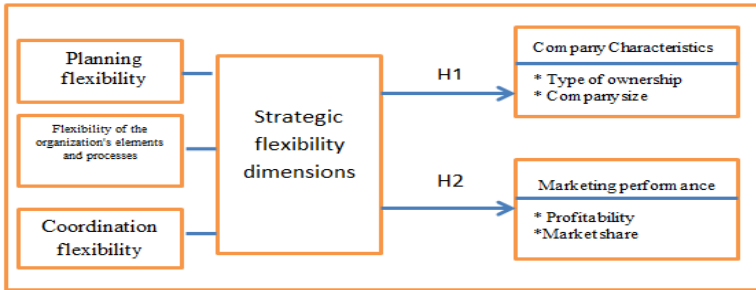 Planning
flexibility
Flexibility of the
organization's elements
and processes
Coordination
flexibility
Strategic
flexibility
dimensions
H1
H2
Company Characteristics
* Type of ownership
* Company size
Marketing performance
* Profitability
*Market share